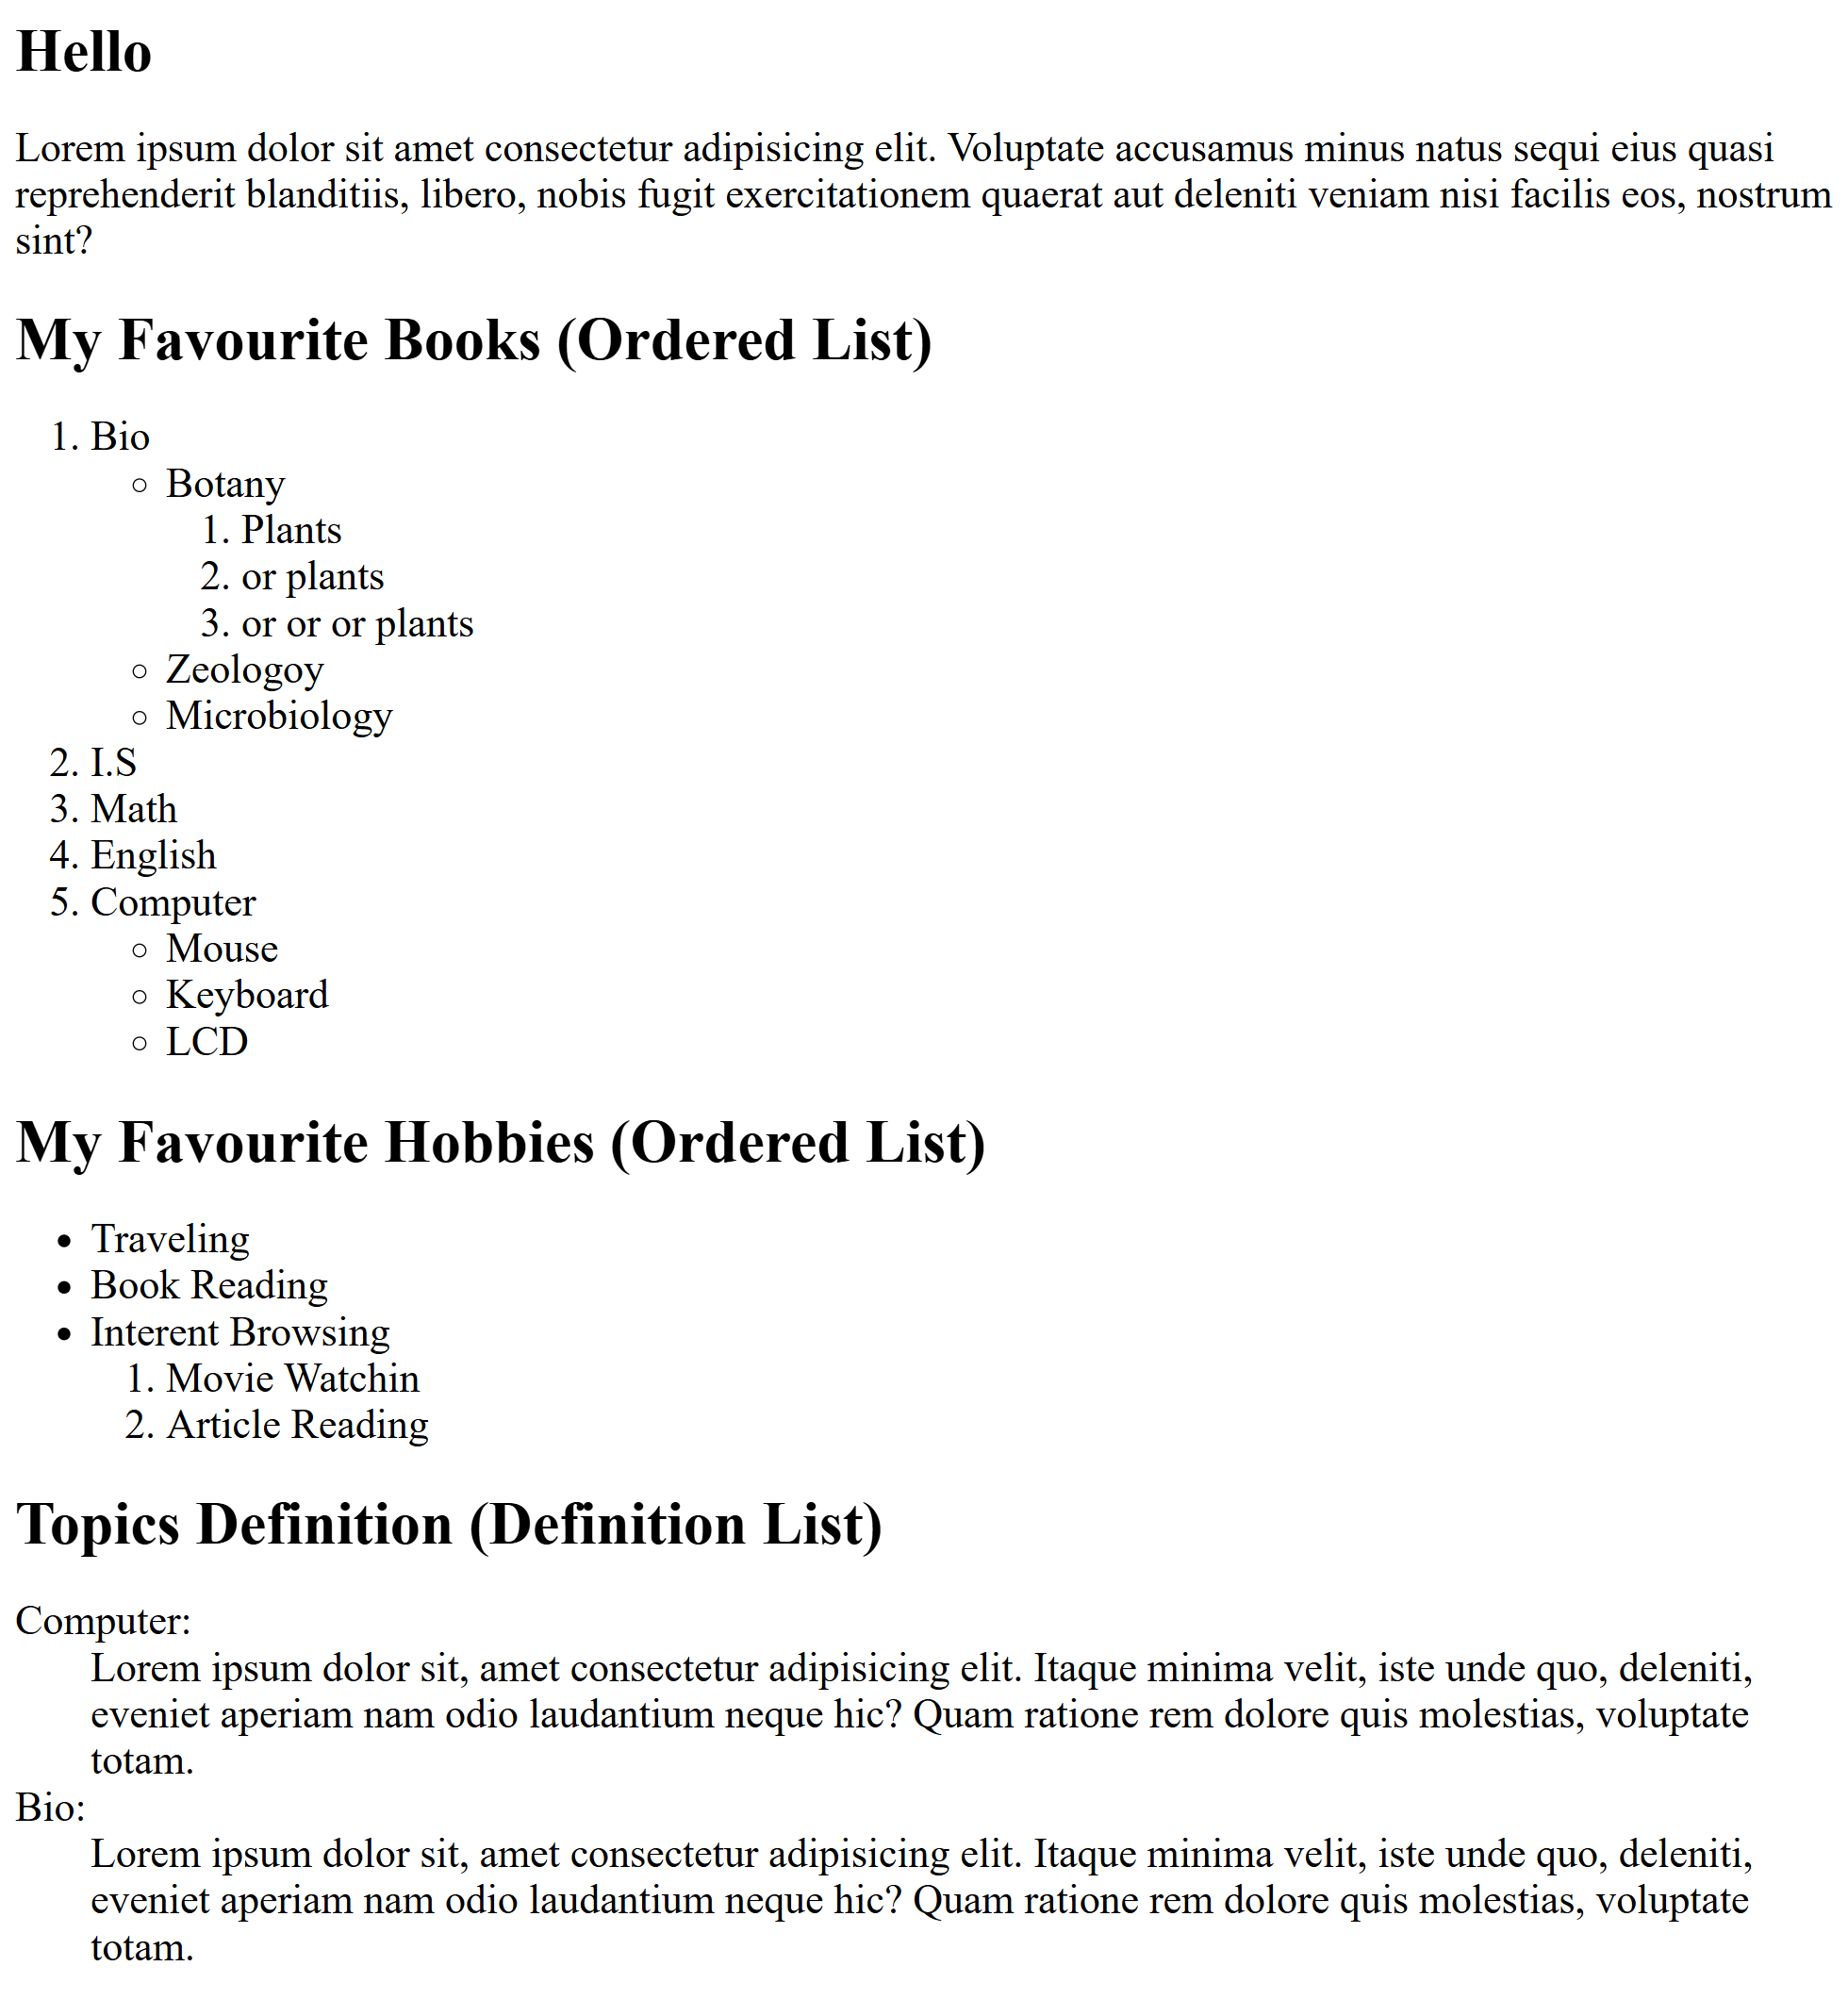 Hello
Lorem ipsum dolor sit amet consectetur adipisicing elit. Voluptate accusamus minus natus sequi eius quasi
reprehenderit blanditiis, libero, nobis fugit exercitationem quaerat aut deleniti veniam nisi facilis eos, nostrum
sint?
My Favourite Books (Ordered List)
1. Bio
○ Botany
1. Plants
2. or plants
3. or or or plants
○ Zeologoy
○ Microbiology
2. I.S
3. Math
4. English
5. Computer
○ Mouse
○ Keyboard
○ LCD
My Favourite Hobbies (Ordered List)
• Traveling
• Book Reading
• Interent Browsing
1. Movie Watchin
2. Article Reading
Topics Definition (Definition List)
Computer:
Lorem ipsum dolor sit, amet consectetur adipisicing elit. Itaque minima velit, iste unde quo, deleniti,
eveniet aperiam nam odio laudantium neque hic? Quam ratione rem dolore quis molestias, voluptate
totam.
Bio:
Lorem ipsum dolor sit, amet consectetur adipisicing elit. Itaque minima velit, iste unde quo, deleniti,
eveniet aperiam nam odio laudantium neque hic? Quam ratione rem dolore quis molestias, voluptate
totam.